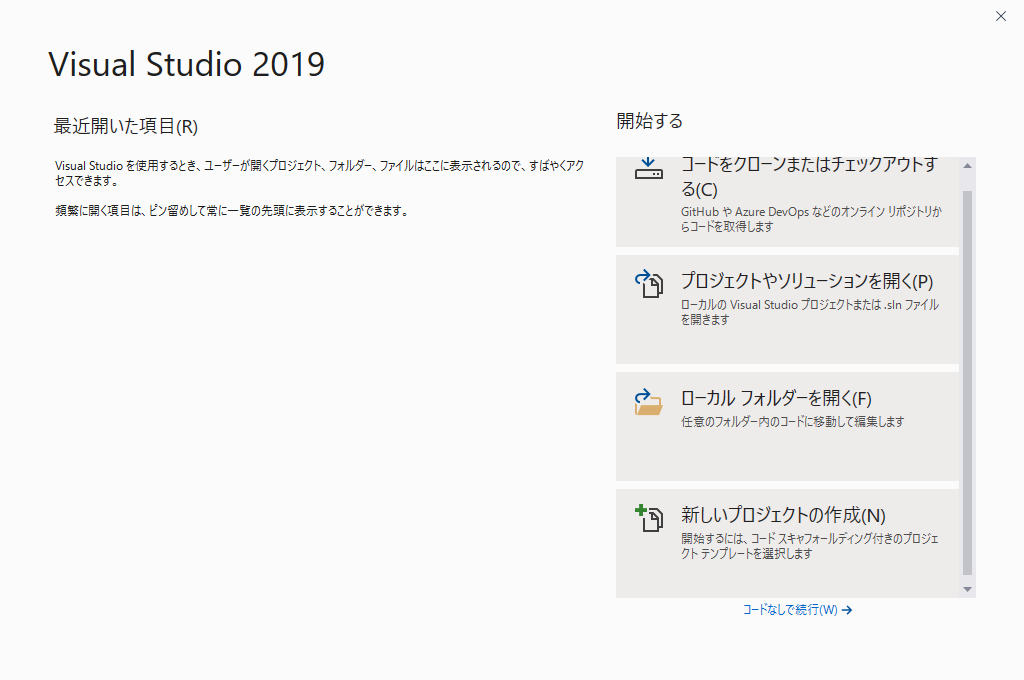 Visual Studio 2019
最近開いた項目(R)
Visual Studio を使用するとき、ユーザーが開くプロジェクト、フォルダー、ファイルはここに表示されるので、すばやくアク
セスできます。
頻繁に開く項目は、ピン留めして常に一覧の先頭に表示することができます。
開始する
コードをクローンまたはチェックアウトす
る(C)
GitHub や Azure DevOps などのオンライン リポジトリか
らコードを取得します
プロジェクトやソリューションを開く(P)
ローカルの Visual Studio プロジェクトまたは .sln ファイル
を開きます
ローカル フォルダーを開く(F)
任意のフォルダー内のコードに移動して編集します
新しいプロジェクトの作成(N)
開始するには、コード スキャフォールディング付きのプロジェ
クト テンプレートを選択します
コードなしで続行(W) →